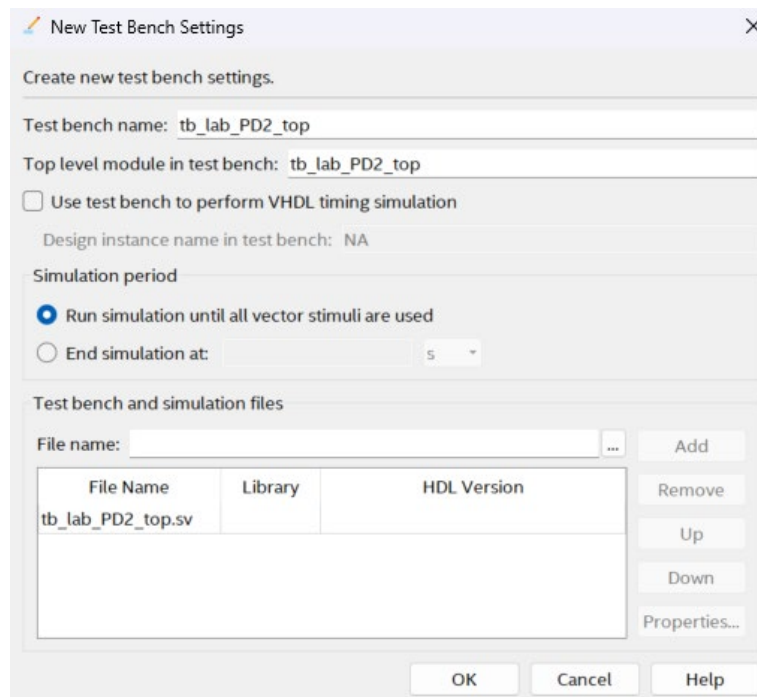 New Test Bench Settings
Create new test bench settings.
Test bench name: tb_lab_PD2_top
Top level module in test bench: tb_lab_PD2_top
Use test bench to perform VHDL timing simulation
Design instance name in test bench: NA
Simulation period
Run simulation until all vector stimuli are used
End simulation at: s
Test bench and simulation files
File name: ... Add
File Name Library HDL Version Remove
tb_lab_PD2_top.sv
Up
Down
Properties...
OK Cancel Help